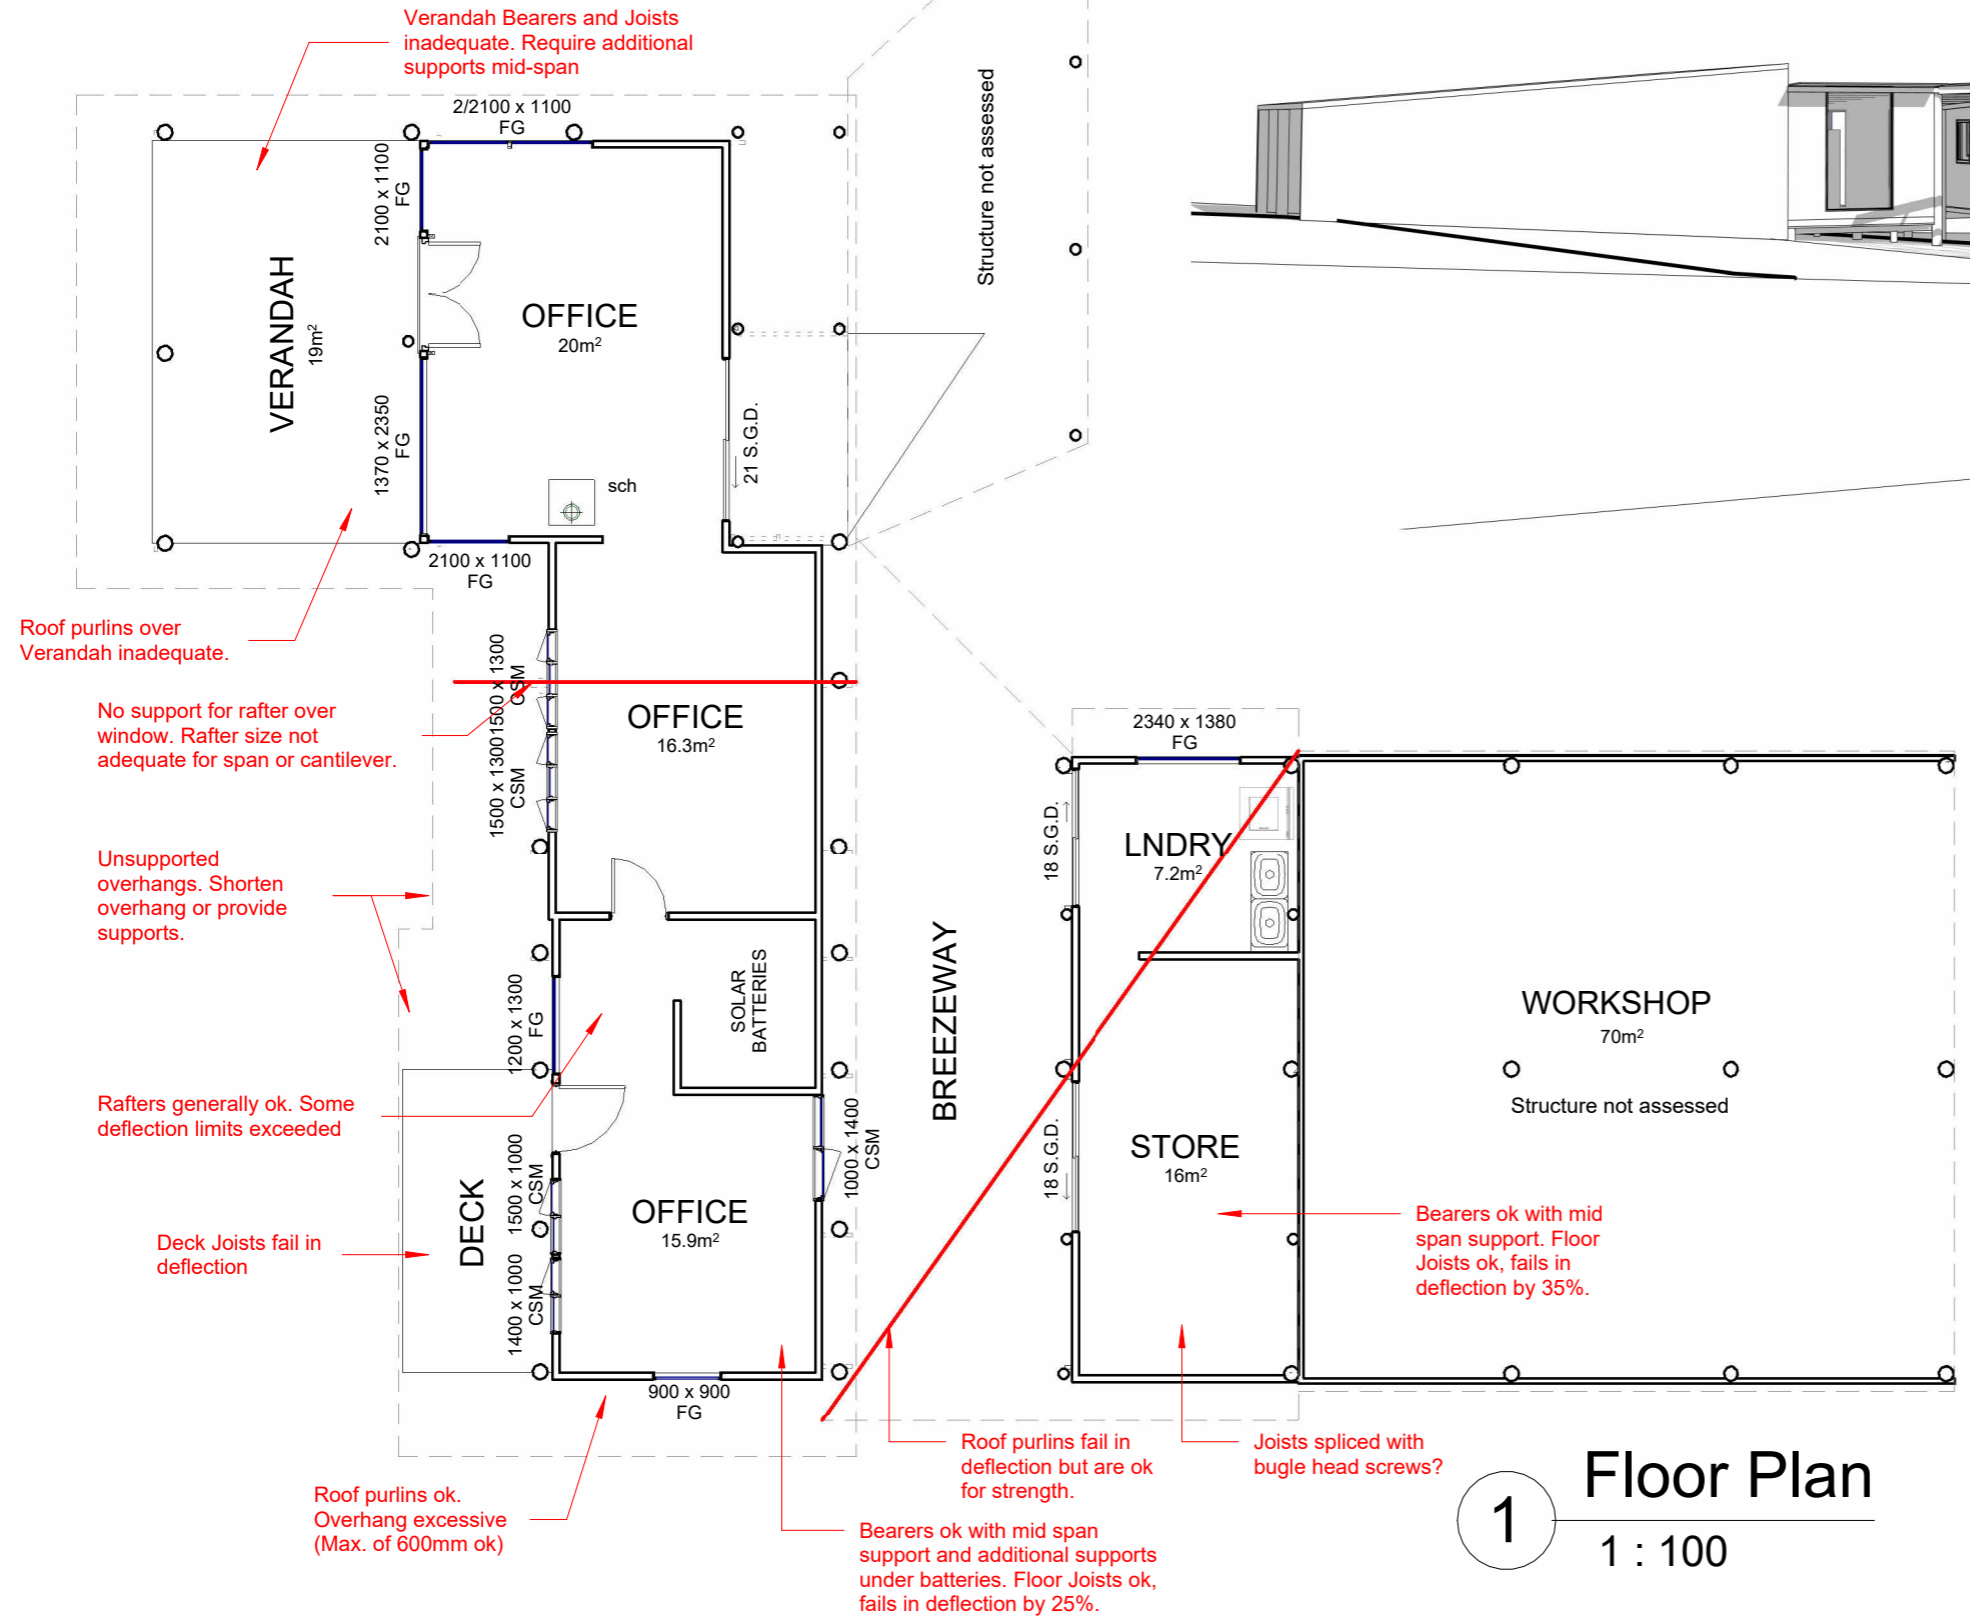 Verandah Bearers and Joists
inadequate. Require additional
supports mid-span
2/2100 x 1100
FG
2100 x 1100
FG
VERANDAH
19m²
OFFICE
20m²
1370 x 2350
FG
21 S.G.D.
sch
2100 x 1100
FG
Structure not assessed
Roof purlins over
Verandah inadequate.
No support for rafter over
window. Rafter size not
adequate for span or cantilever.
1500 x 1300
CSM
1500 x 1300
CSM
OFFICE
16.3m²
Unsupported
overhangs. Shorten
overhang or provide
supports.
SOLAR
BATTERIES
1200 x 1300
FG
Rafters generally ok. Some
deflection limits exceeded
BREEZEWAY
2340 x 1380
FG
18 S.G.D.
LNDRY
7.2m²
WORKSHOP
70m²
Structure not assessed
18 S.G.D.
STORE
16m²
Bearers ok with mid
span support. Floor
Joists ok, fails in
deflection by 35%.
1000 x 1400
CSM
1500 x 1000
CSM
DECK
1400 x 1000
CSM
OFFICE
15.9m²
Deck Joists fail in
deflection
900 x 900
FG
Roof purlins ok.
Overhang excessive
(Max. of 600mm ok)
Roof purlins fail in
deflection but are ok
for strength.
Joists spliced with
bugle head screws?
Bearers ok with mid span
support and additional supports
under batteries. Floor Joists ok,
fails in deflection by 25%.
1
Floor Plan
1 : 100